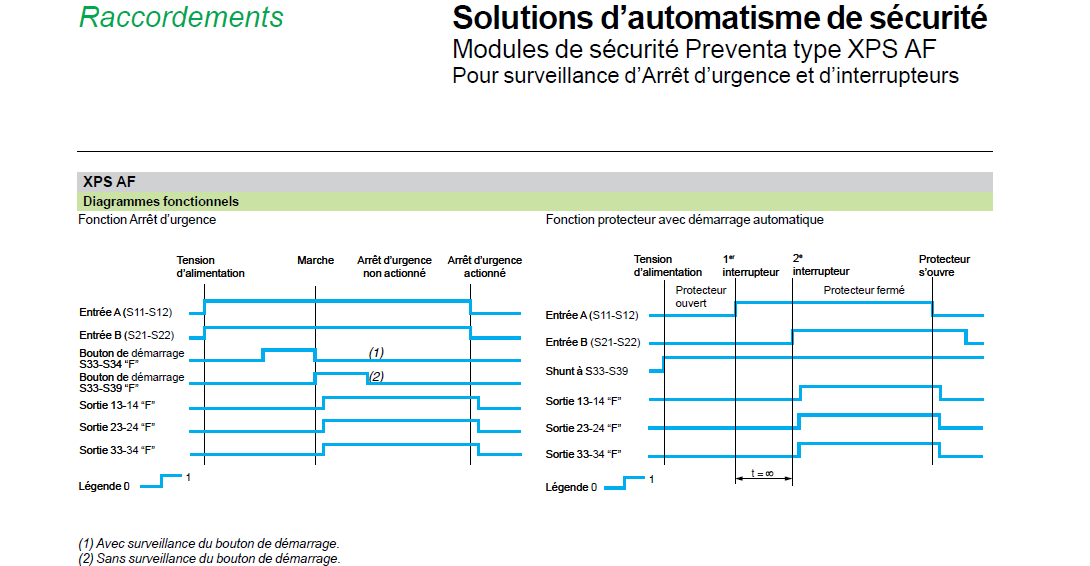 Raccordements
Solutions d’automatisme de sécurité
Modules de sécurité Preventa type XPS AF
Pour surveillance d’Arrêt d’urgence et d’interrupteurs
XPS AF
Diagrammes fonctionnels
Fonction Arrêt d’urgence
Tension
d’alimentation
Marche
Arrêt d’urgence
non actionné
Arrêt d’urgence
actionné
Entrée A (S11-S12)
Entrée B (S21-S22)
Bouton de démarrage
S33-S34 “F”
(1)
Bouton de démarrage
S33-S39 “F”
(2)
Sortie 13-14 “F”
Sortie 23-24 “F”
Sortie 33-34 “F”
Légende 0
1
Fonction protecteur avec démarrage automatique
Tension
d’alimentation
1er
interrupteur
2e
interrupteur
Protecteur
s’ouvre
Protecteur
ouvert
Protecteur fermé
Entrée A (S11-S12)
Entrée B (S21-S22)
Shunt à S33-S39
Sortie 13-14 “F”
Sortie 23-24 “F”
Sortie 33-34 “F”
t = ∞
Légende 0
1
(1) Avec surveillance du bouton de démarrage.
(2) Sans surveillance du bouton de démarrage.